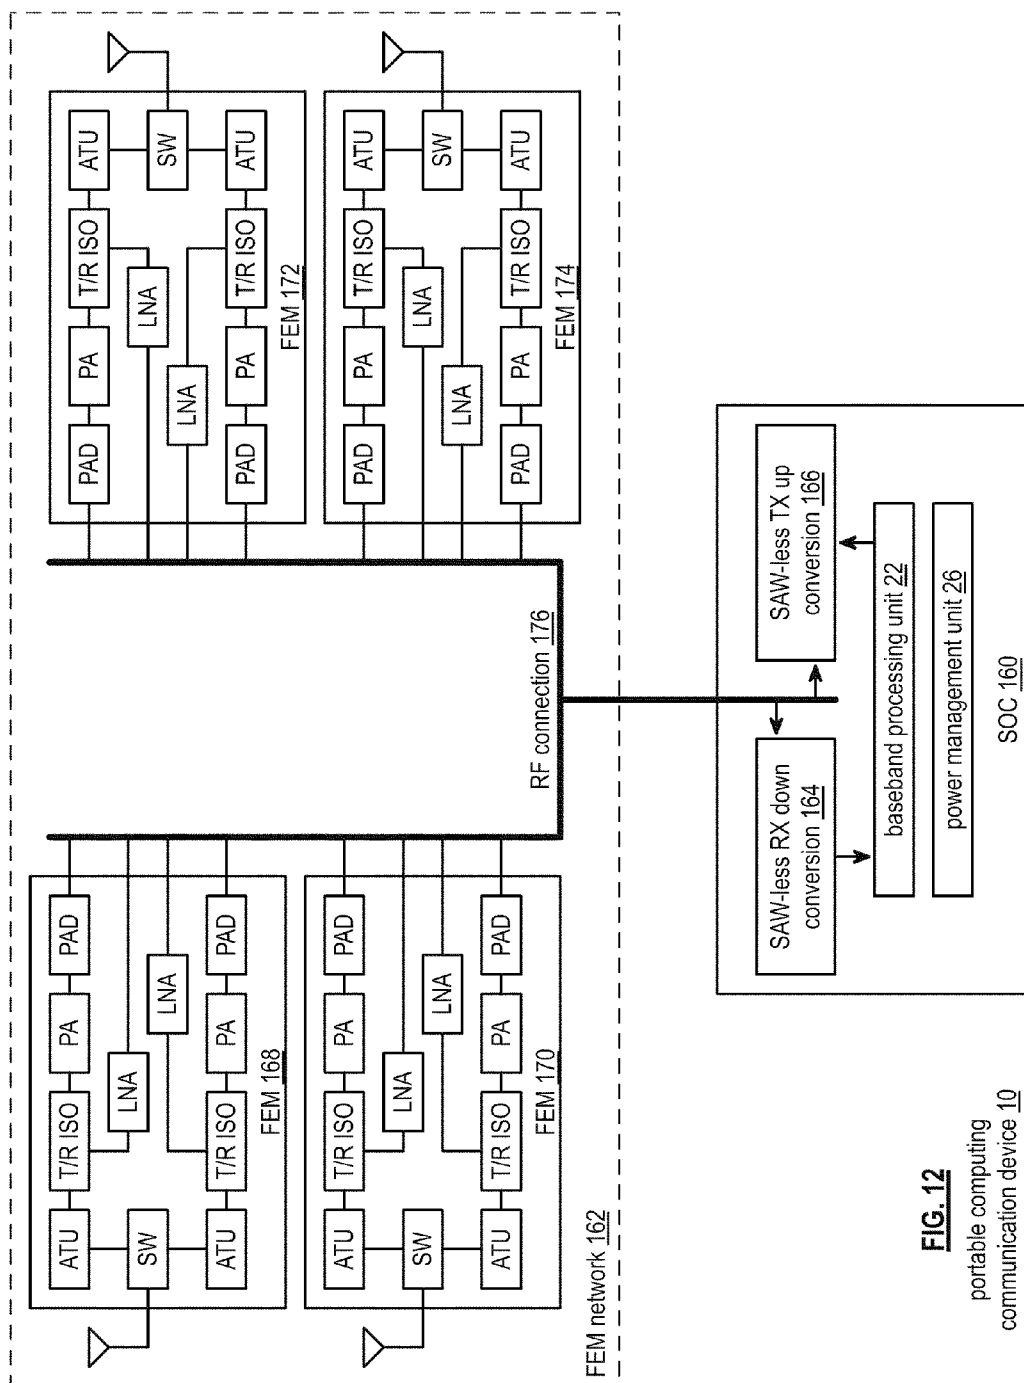 ATU
T/R ISO
PA
PAD
LNA
SW
LNA
ATU
T/R ISO
PA
PAD
FEM 168
ATU
T/R ISO
PA
PAD
LNA
SW
LNA
ATU
T/R ISO
PA
PAD
FEM 170
PAD
PA
T/R ISO
ATU
LNA
SW
LNA
PAD
PA
T/R ISO
ATU
FEM 172
PAD
PA
T/R ISO
ATU
LNA
SW
LNA
PAD
PA
T/R ISO
ATU
FEM 174
RF connection 176
FEM network 162
SAW-less RX down
conversion 164
SAW-less TX up
conversion 166
baseband processing unit 22
power management unit 26
SOC 160
FIG. 12
portable computing
communication device 10